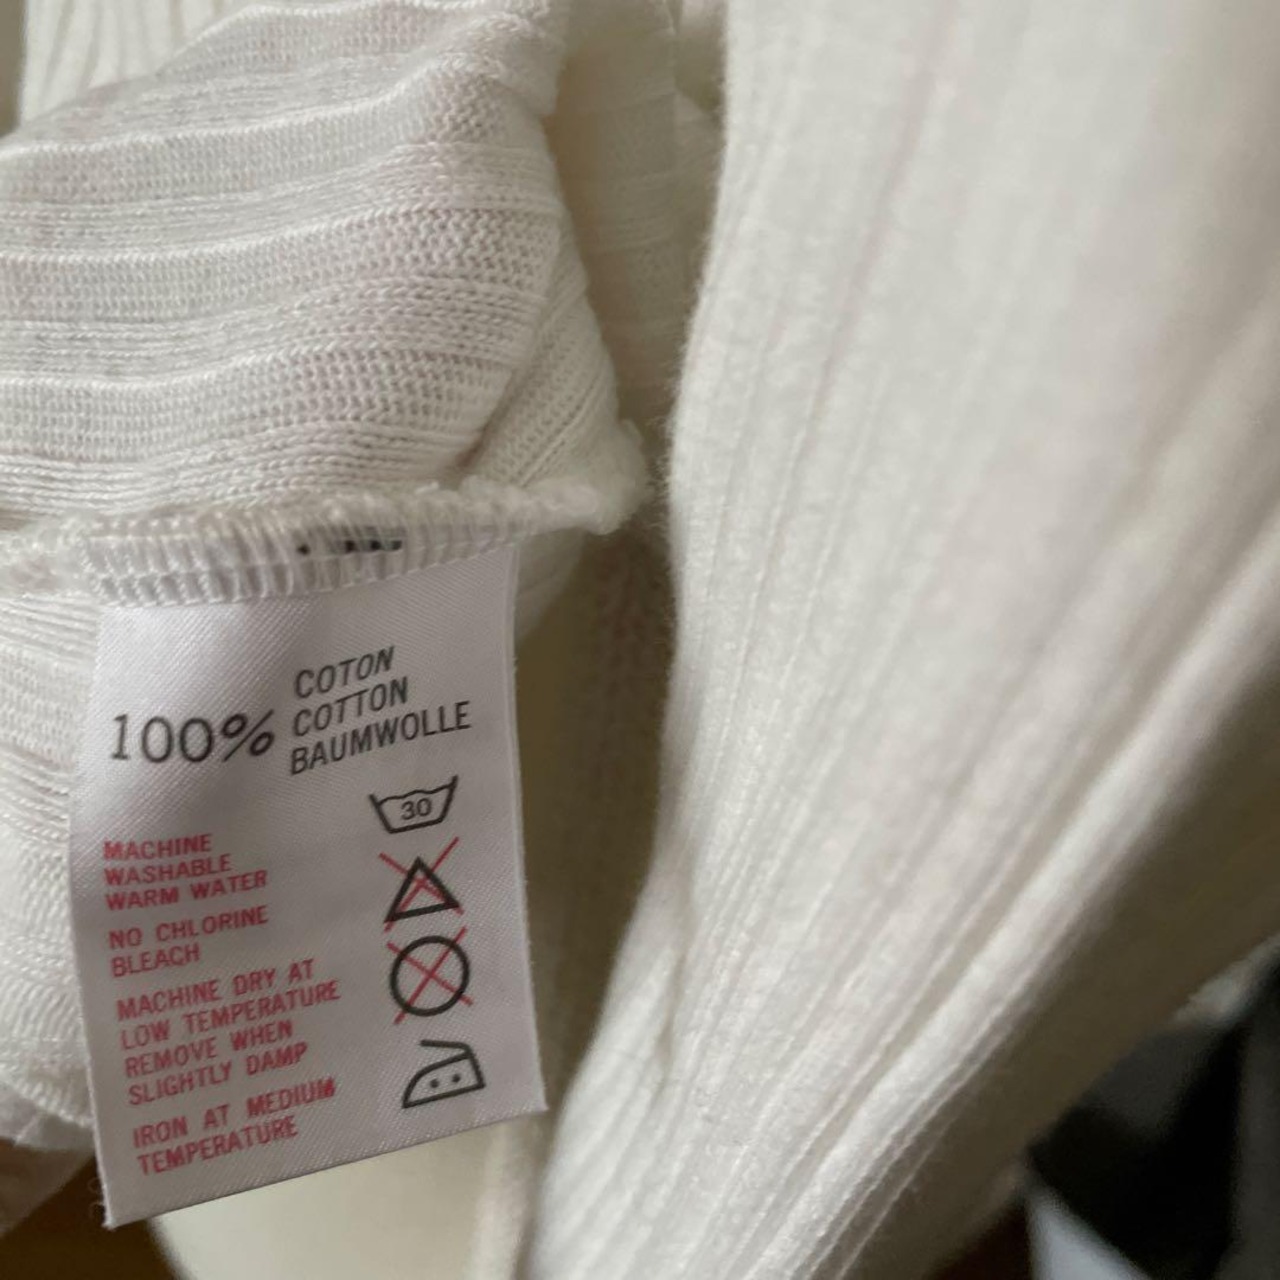 COTON
100% COTTON
BAUMWOLLE
30
MACHINE
WASHABLE
WARM WATER
NO CHLORINE
BLEACH
MACHINE DRY AT
LOW TEMPERATURE
REMOVE WHEN
SLIGHTLY DAMP
IRON AT MEDIUM
TEMPERATURE